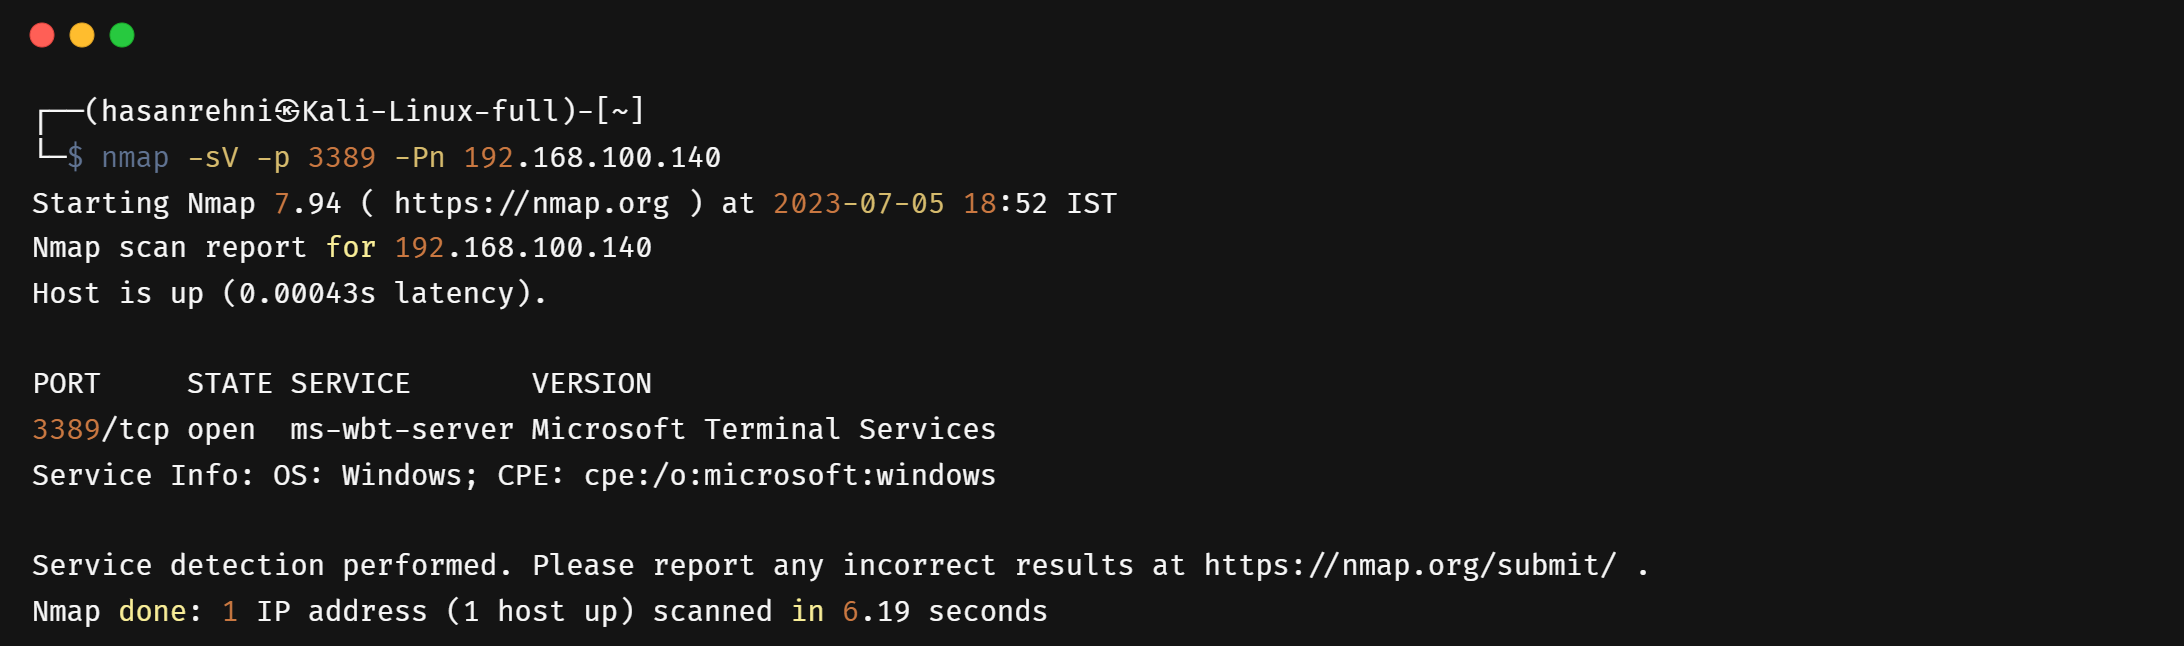 ┌──(hasanrehni㉿Kali-Linux-full)-[~]
└─$ nmap -sV -p 3389 -Pn 192.168.100.140
Starting Nmap 7.94 ( https://nmap.org ) at 2023-07-05 18:52 IST
Nmap scan report for 192.168.100.140
Host is up (0.00043s latency).
PORT     STATE SERVICE       VERSION
3389/tcp open  ms-wbt-server Microsoft Terminal Services
Service Info: OS: Windows; CPE: cpe:/o:microsoft:windows
Service detection performed. Please report any incorrect results at https://nmap.org/submit/ .
Nmap done: 1 IP address (1 host up) scanned in 6.19 seconds